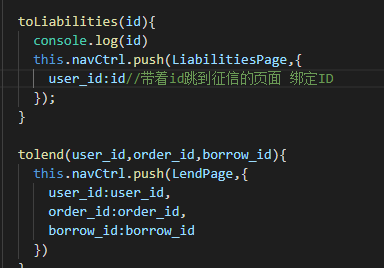 toLiabilities(id){
console.log(id)
this.navCtrl.push(LiabilitiesPage,{
user_id:id//带着id跳到征信的页面 绑定ID
});
}
tolend(user_id,order_id,borrow_id){
this.navCtrl.push(LendPage,{
user_id:user_id,
order_id:order_id,
borrow_id:borrow_id
})